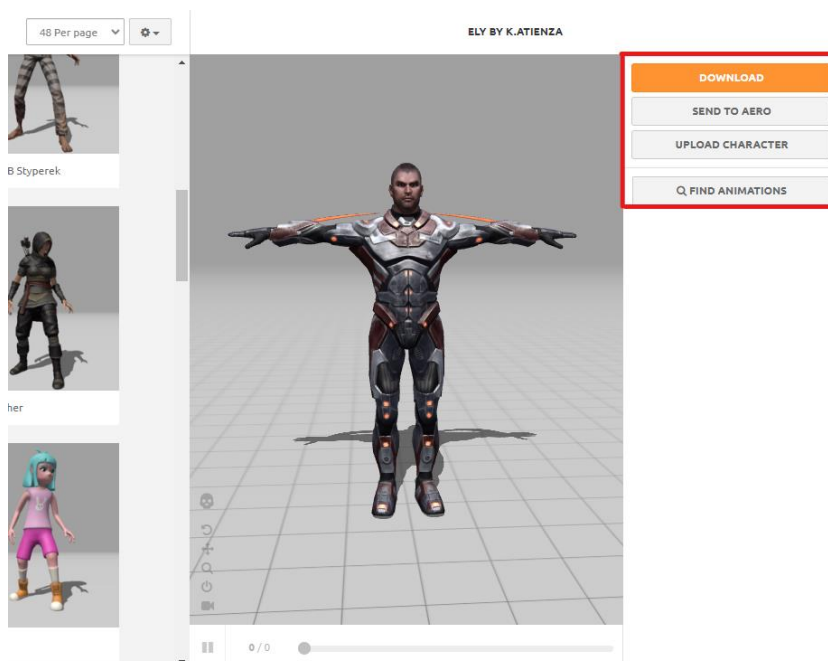 48 Per page
ELY BY K.ATIENZA
DOWNLOAD
SEND TO AERO
UPLOAD CHARACTER
FIND ANIMATIONS
B Styperek
her
0 / 0